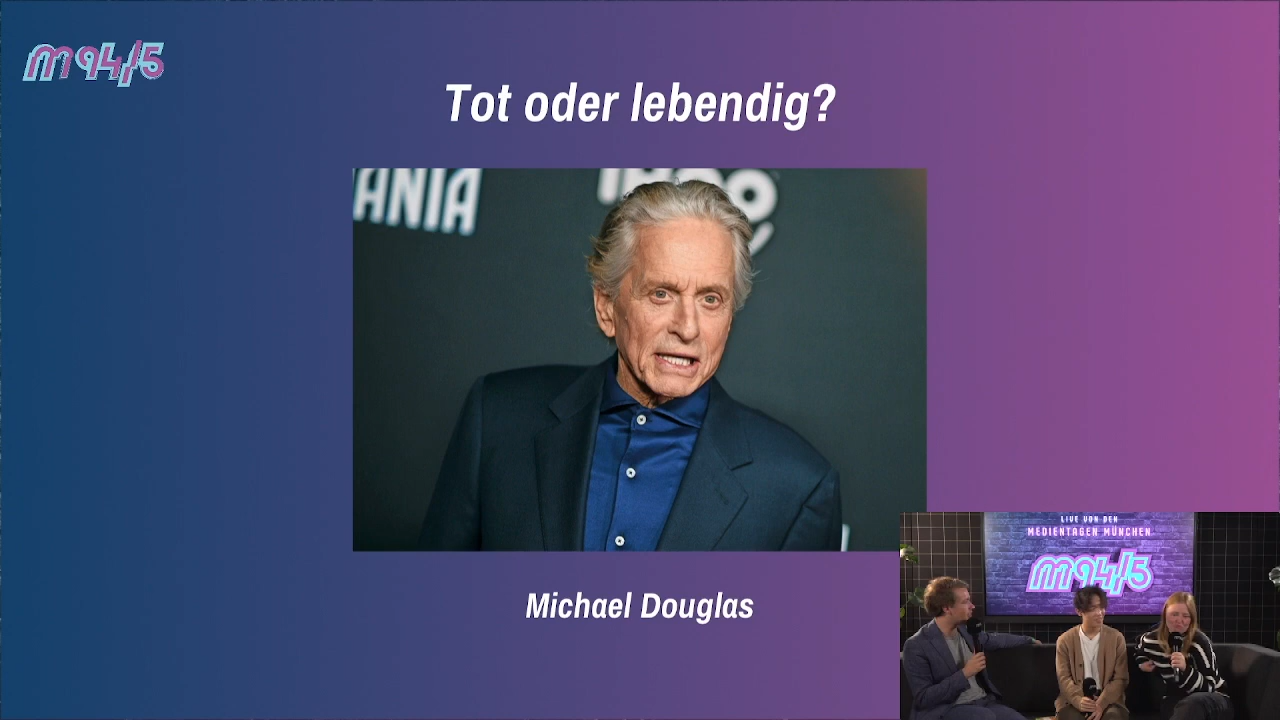 M94/5
Tot oder lebendig?
ANIA
Michael Douglas
LIVE VON DEN
MEDIENTAGEN MÜNCHEN
M94/5